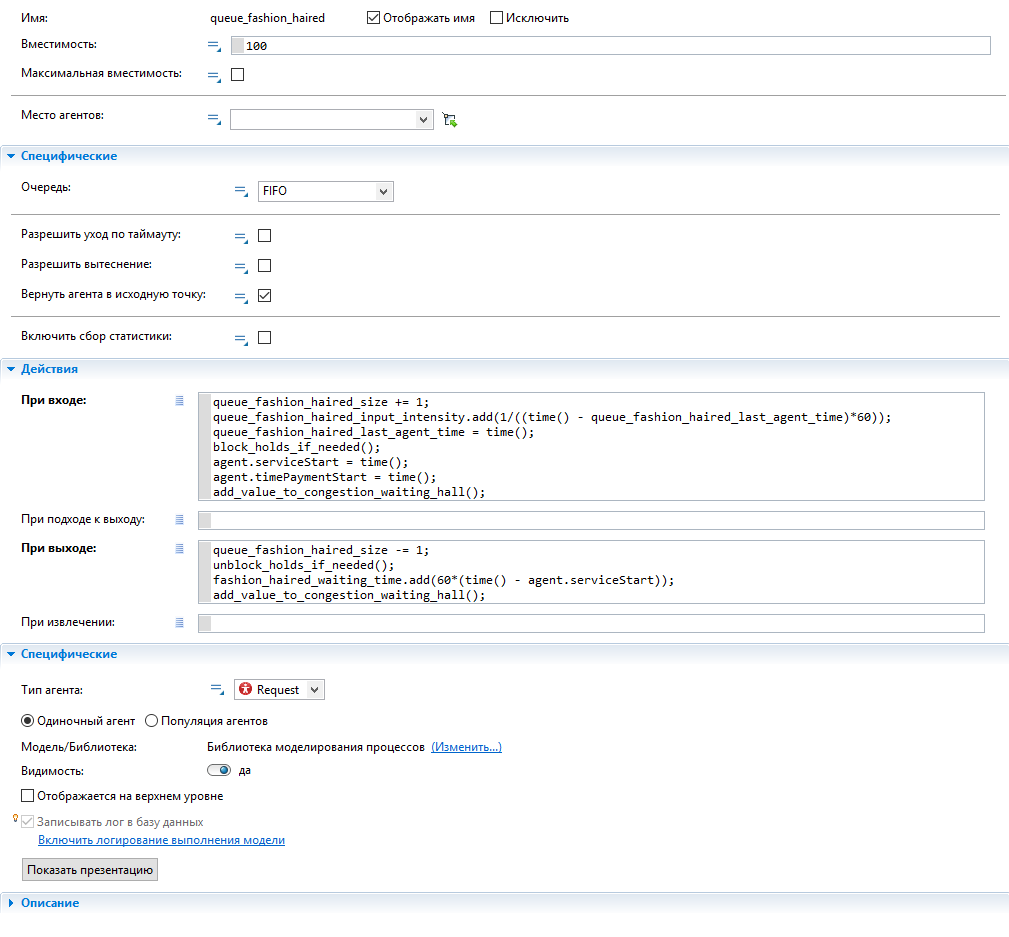 Имя: queue_fashion_haired Отображать имя Исключить
Вместимость: 100
Максимальная вместимость:
Место агентов:
Специфические
Очередь: FIFO
Разрешить уход по таймауту:
Разрешить вытеснение:
Вернуть агента в исходную точку:
Включить сбор статистики:
Действия
При входе: queue_fashion_haired_size += 1;
queue_fashion_haired_input_intensity.add(1/((time() - queue_fashion_haired_last_agent_time)*60));
queue_fashion_haired_last_agent_time = time();
block_holds_if_needed();
agent.serviceStart = time();
agent.timePaymentStart = time();
add_value_to_congestion_waiting_hall();
При подходе к выходу:
При выходе: queue_fashion_haired_size -= 1;
unblock_holds_if_needed();
fashion_haired_waiting_time.add(60*(time() - agent.serviceStart));
add_value_to_congestion_waiting_hall();
При извлечении:
Специфические
Тип агента: Request
Одиночный агент Популяция агентов
Модель/Библиотека: Библиотека моделирования процессов (Изменить...)
Видимость: да
Отображается на верхнем уровне
Записывать лог в базу данных
Включить логирование выполнения модели
Показать презентацию
Описание